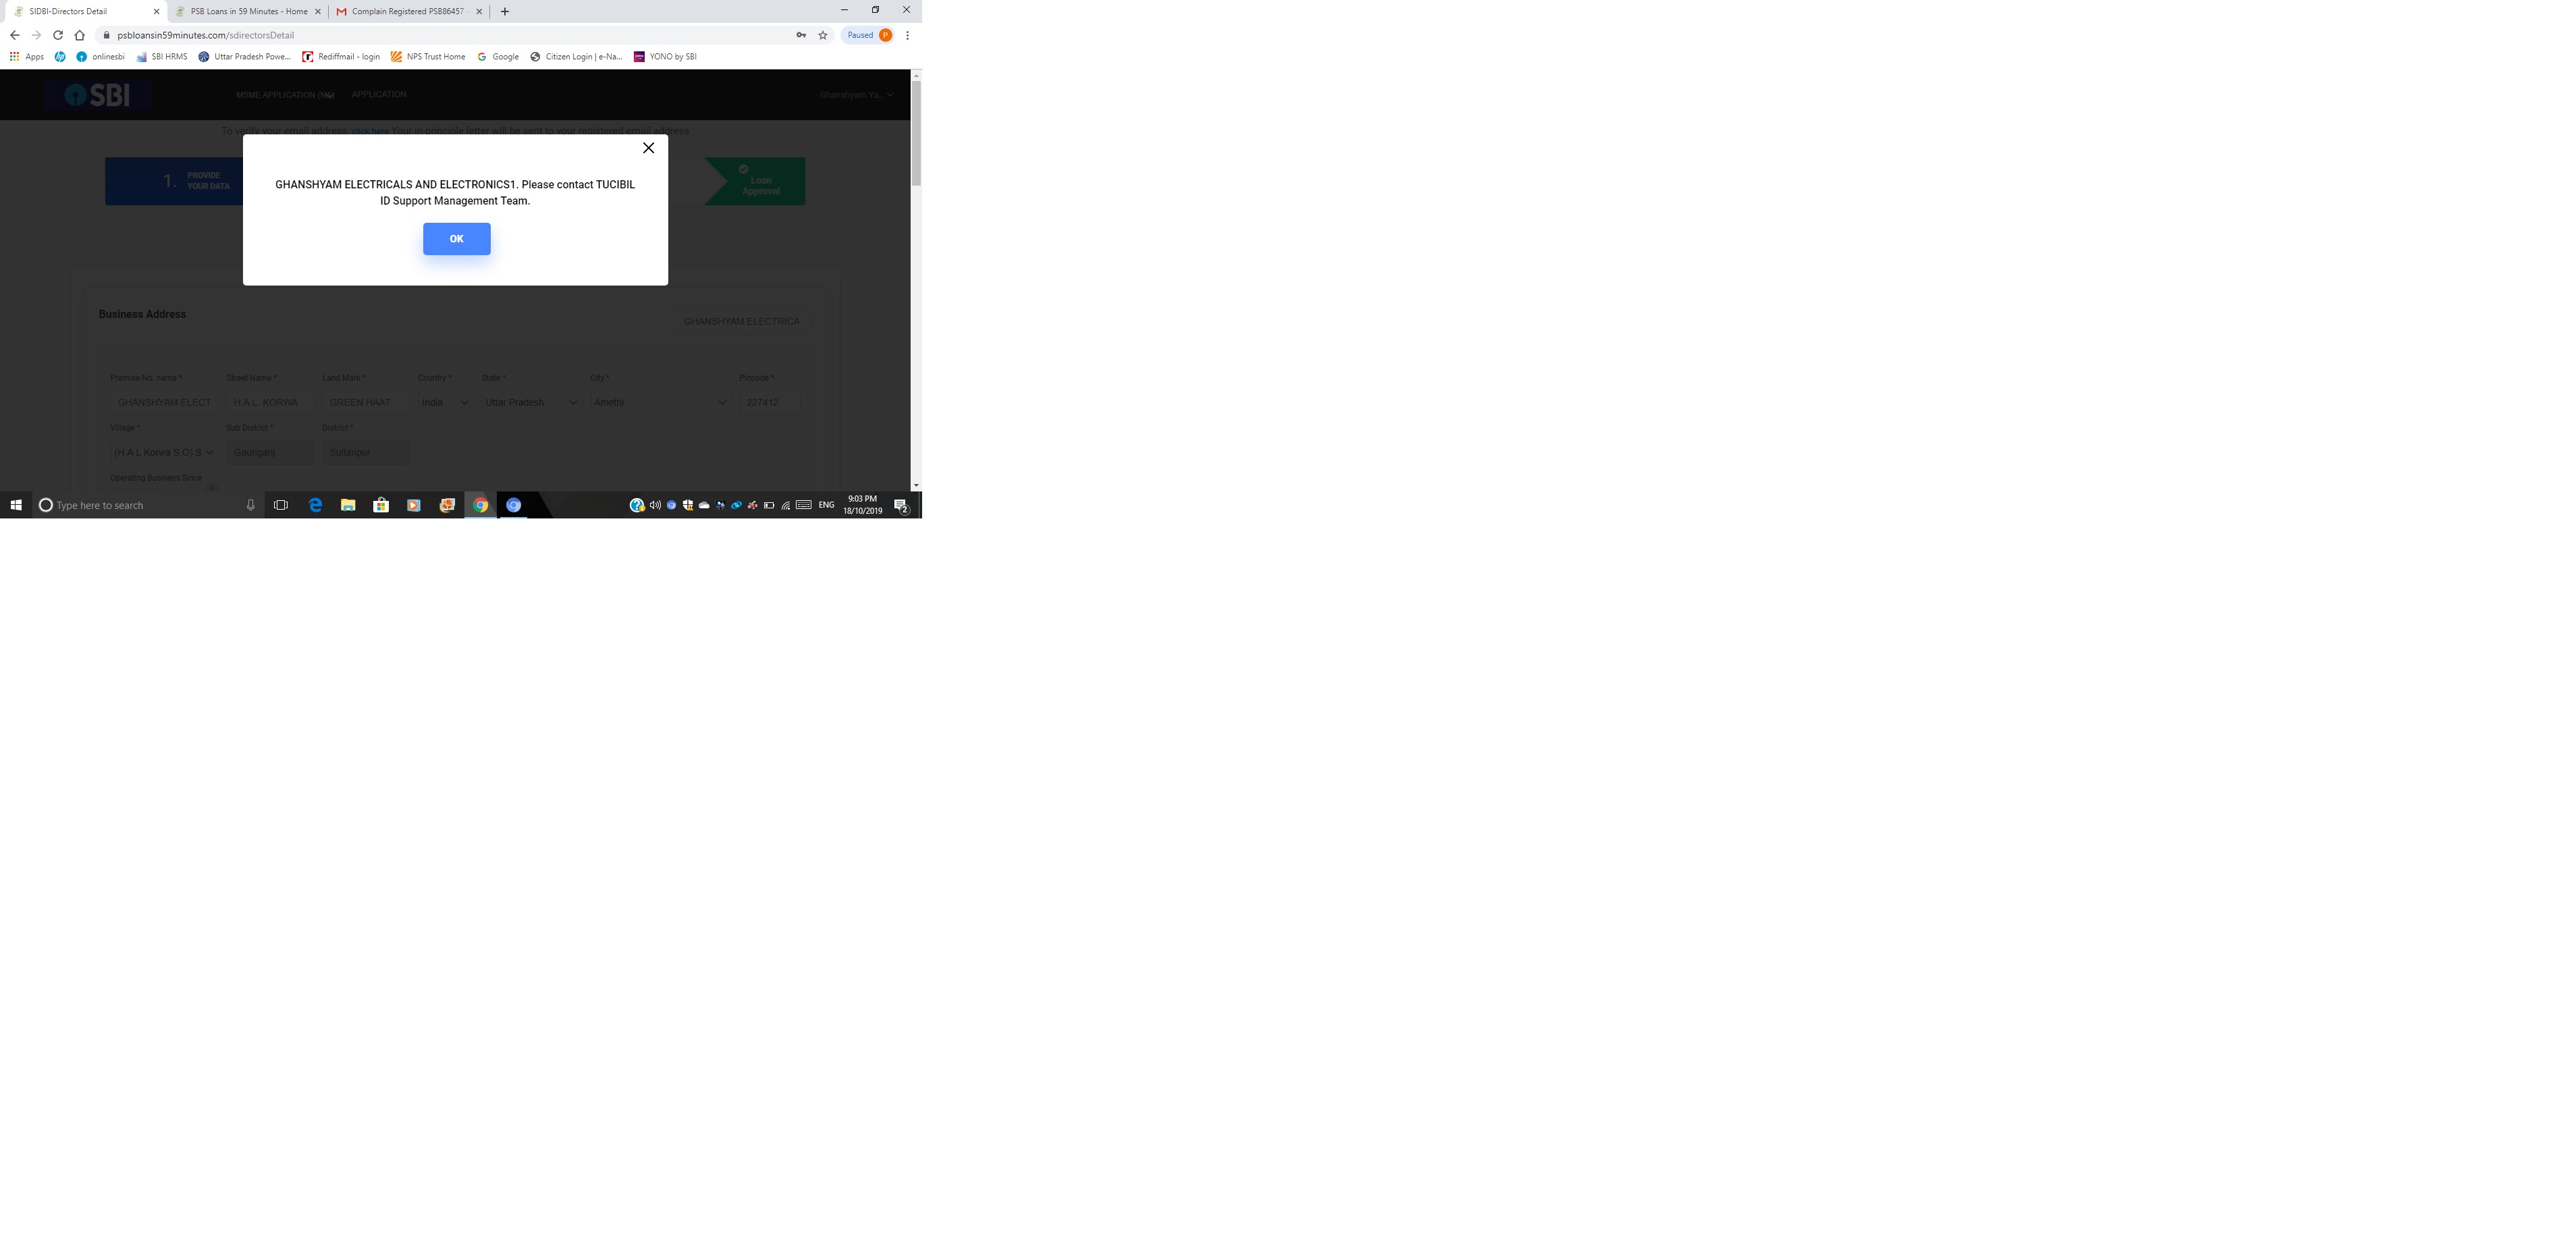 SIDBI-Directors Detail
PSB Loans in 59 Minutes - Home
Complain Registered PSB86457 -
psbloansin59minutes.com/sdirectorsDetail
Paused P
Apps
onlinesbi
SBI HRMS
Uttar Pradesh Powe...
Rediffmail - login
NPS Trust Home
Google
Citizen Login | e-Na...
YONO by SBI
SBI
MSME APPLICATION
APPLICATION
Ghanshyam Ya..
To verify your email address, click here Your in-principle letter will be sent to your registered email address
1. PROVIDE
YOUR DATA
Loan
Approval
GHANSHYAM ELECTRICALS AND ELECTRONICS1. Please contact TUCIBIL
ID Support Management Team.
OK
Business Address
GHANSHYAM ELECTRICA
Premise No. name *
Street Name *
Land Mark *
Country *
State *
City *
Pincode *
GHANSHYAM ELECT
H.A.L. KORWA
GREEN HAAT
India
Uttar Pradesh
Amethi
227412
Village *
Sub District *
District *
(H A L Korwa S.O) S
Gauriganj
Sultanpur
Operating Business Since
Type here to search
ENG
9:03 PM
18/10/2019
2